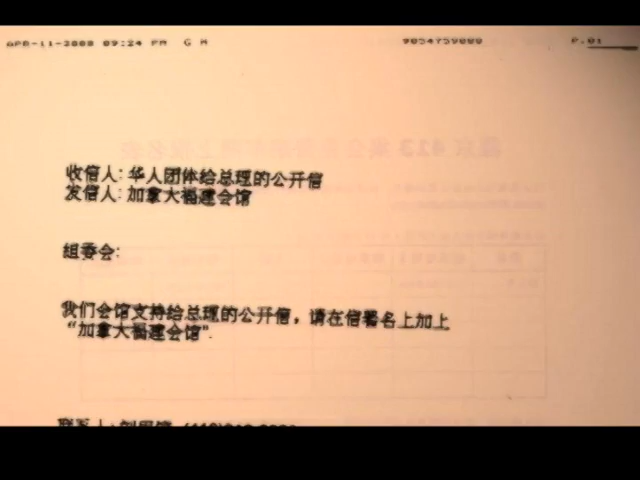 APR-11-2008 09:24 PM G M 9054759888 P.01
收信人: 华人团体给总理的公开信
发信人: 加拿大福建会馆
组委会:
我们会馆支持给总理的公开信，请在信署名上加上
“加拿大福建会馆".